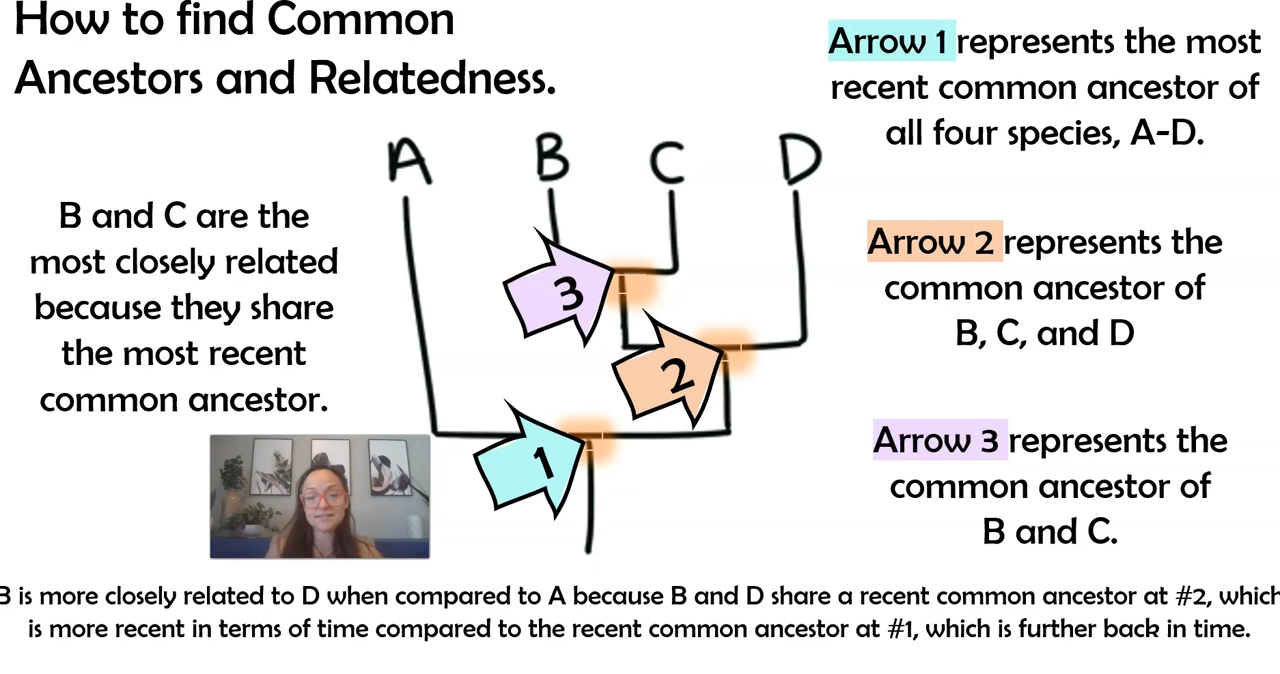 How to find Common
Ancestors and Relatedness.
Arrow 1 represents the most
recent common ancestor of
all four species, A-D.
A B C D
B and C are the
most closely related
because they share
the most recent
common ancestor.
Arrow 2 represents the
common ancestor of
B, C, and D
3
2
1
Arrow 3 represents the
common ancestor of
B and C.
B is more closely related to D when compared to A because B and D share a recent common ancestor at #2, which
is more recent in terms of time compared to the recent common ancestor at #1, which is further back in time.